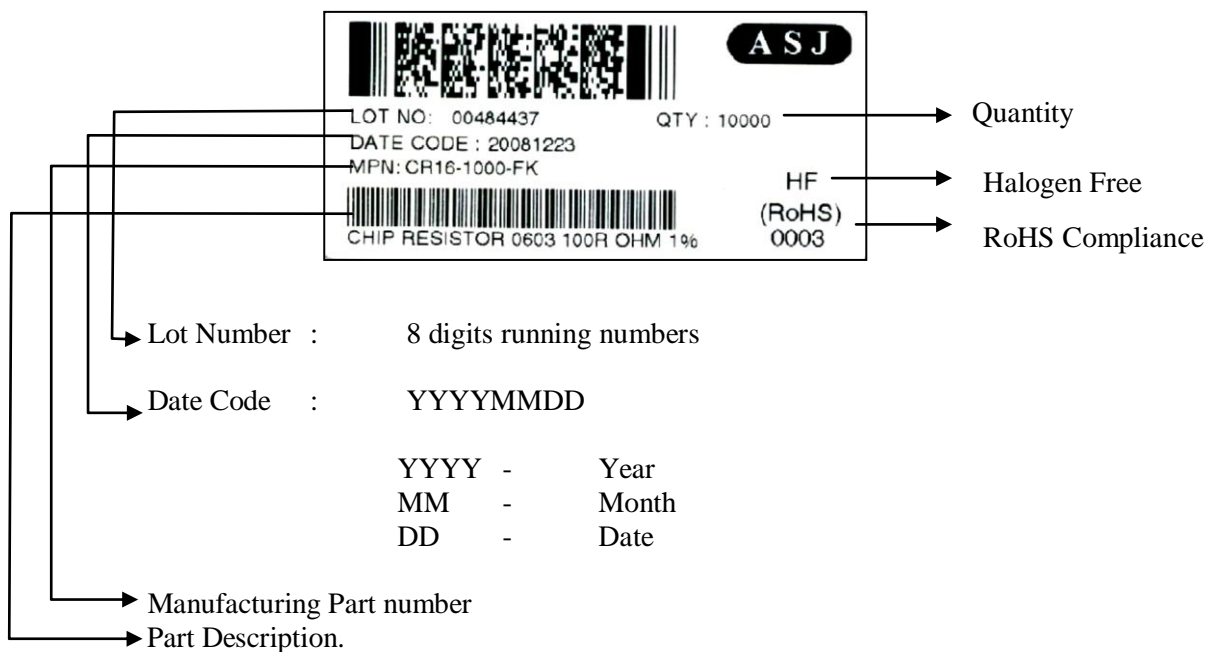 A S J
LOT NO: 00484437 QTY : 10000
DATE CODE : 20081223
MPN: CR16-1000-FK
HF
(RoHS)
CHIP RESISTOR 0603 100R OHM 1% 0003
Quantity
Halogen Free
RoHS Compliance
Lot Number : 8 digits running numbers
Date Code : YYYYMMDD
YYYY - Year
MM - Month
DD - Date
Manufacturing Part number
Part Description.